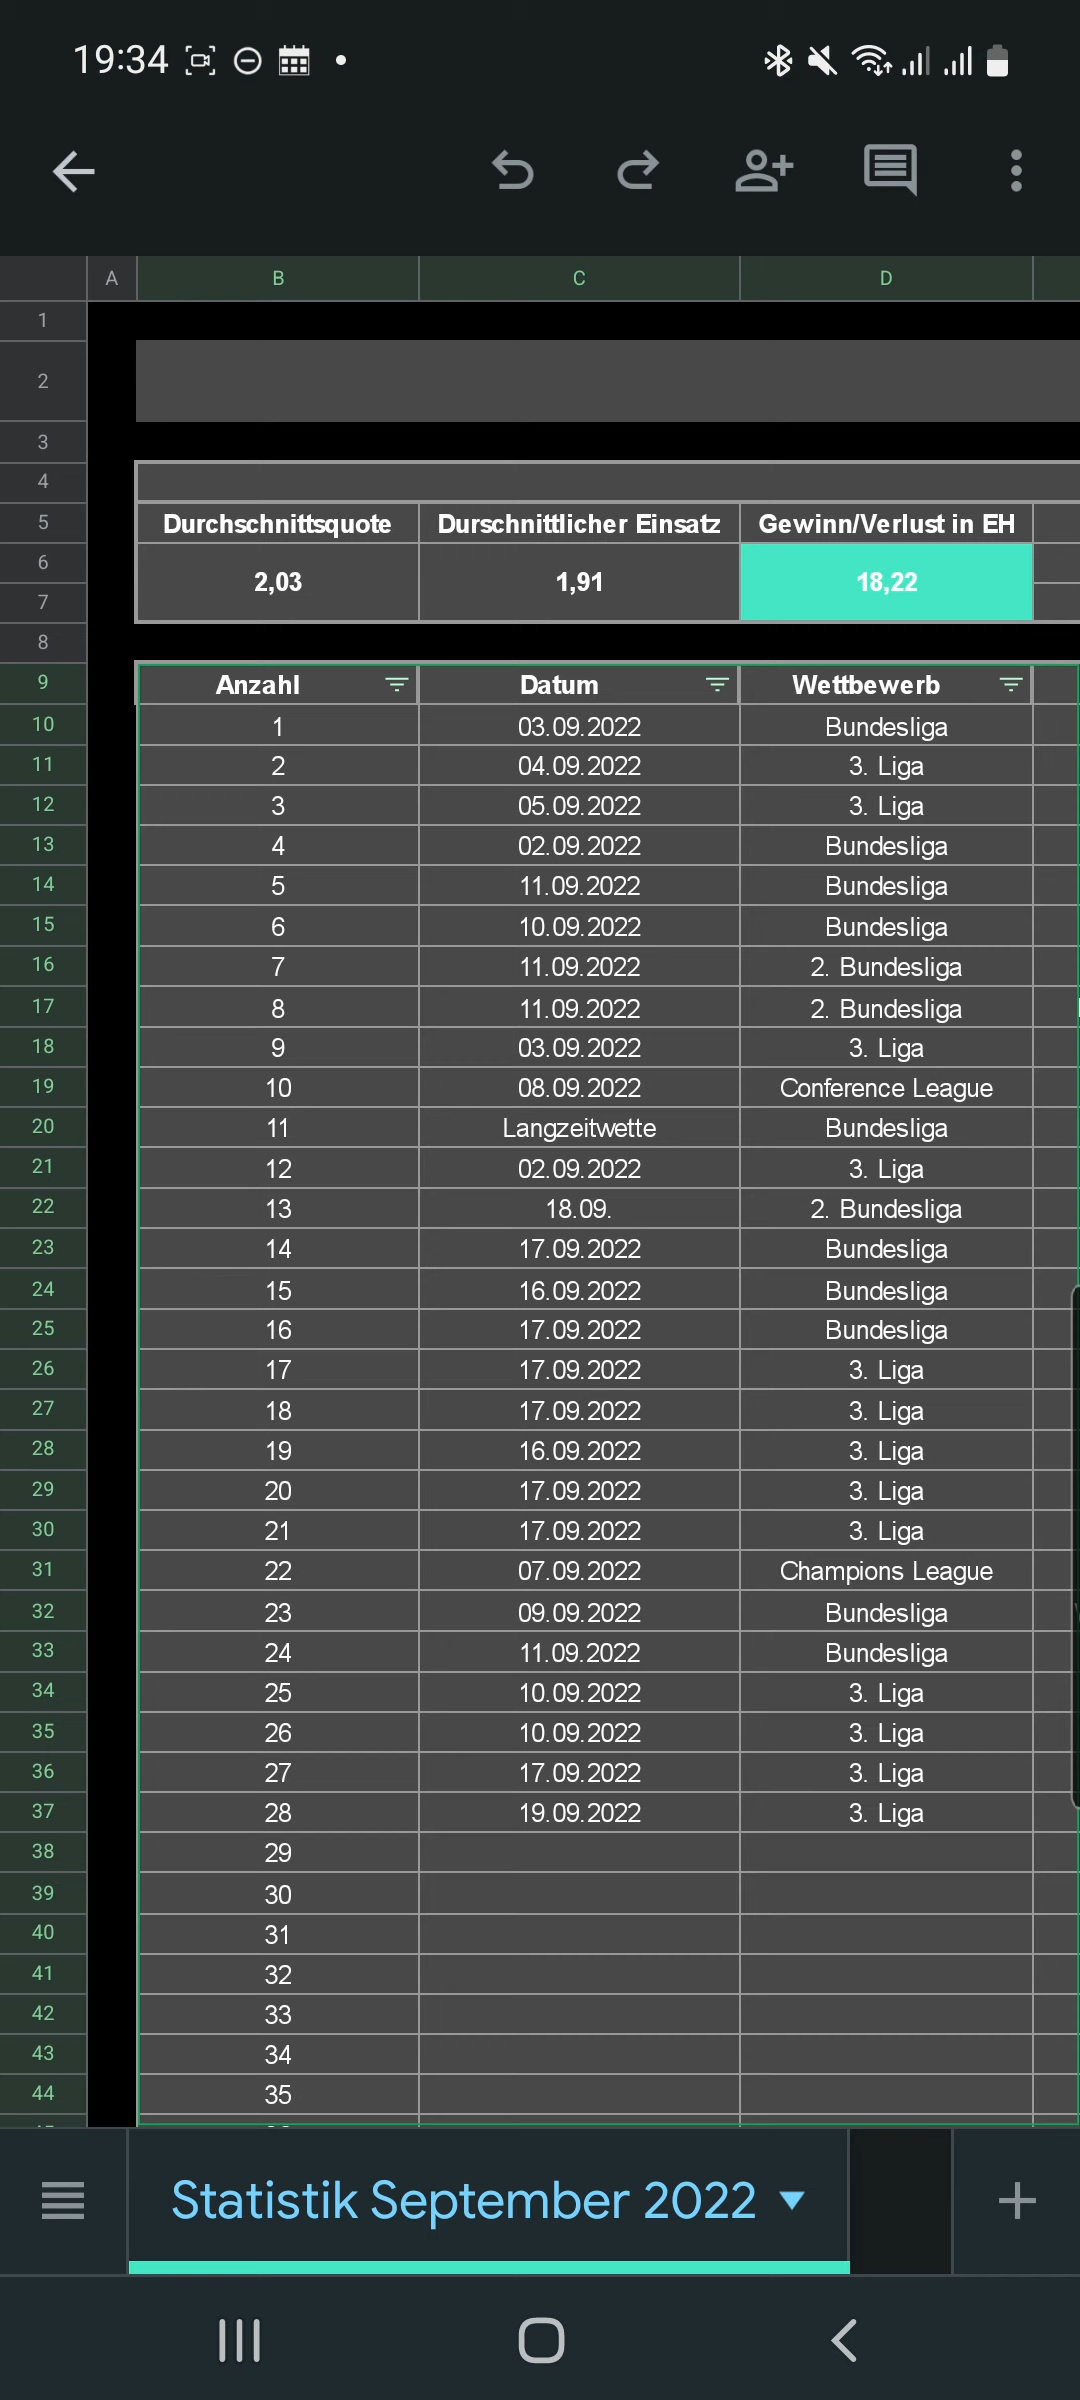 19:34
A B C D
1
2
3
4
5 Durchschnittsquote Durschnittlicher Einsatz Gewinn/Verlust in EH
6
2,03 1,91 18,22
7
8
9 Anzahl Datum Wettbewerb
10 1 03.09.2022 Bundesliga
11 2 04.09.2022 3. Liga
12 3 05.09.2022 3. Liga
13 4 02.09.2022 Bundesliga
14 5 11.09.2022 Bundesliga
15 6 10.09.2022 Bundesliga
16 7 11.09.2022 2. Bundesliga
17 8 11.09.2022 2. Bundesliga
18 9 03.09.2022 3. Liga
19 10 08.09.2022 Conference League
20 11 Langzeitwette Bundesliga
21 12 02.09.2022 3. Liga
22 13 18.09. 2. Bundesliga
23 14 17.09.2022 Bundesliga
24 15 16.09.2022 Bundesliga
25 16 17.09.2022 Bundesliga
26 17 17.09.2022 3. Liga
27 18 17.09.2022 3. Liga
28 19 16.09.2022 3. Liga
29 20 17.09.2022 3. Liga
30 21 17.09.2022 3. Liga
31 22 07.09.2022 Champions League
32 23 09.09.2022 Bundesliga
33 24 11.09.2022 Bundesliga
34 25 10.09.2022 3. Liga
35 26 10.09.2022 3. Liga
36 27 17.09.2022 3. Liga
37 28 19.09.2022 3. Liga
38 29
39 30
40 31
41 32
42 33
43 34
44 35
Statistik September 2022